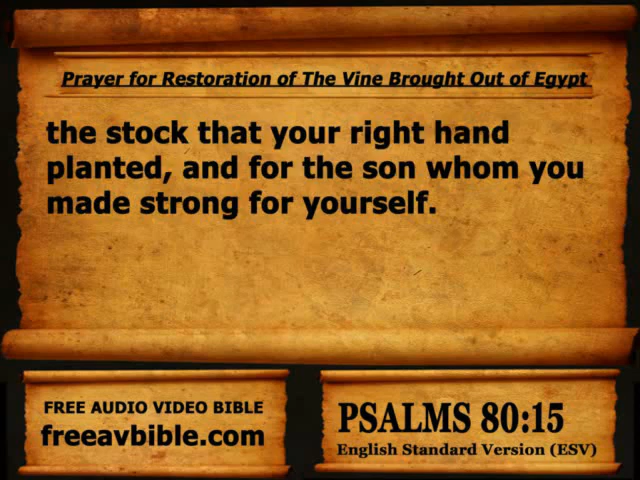 Prayer for Restoration of The Vine Brought Out of Egypt
the stock that your right hand
planted, and for the son whom you
made strong for yourself.
FREE AUDIO VIDEO BIBLE
freeavbible.com
PSALMS 80:15
English Standard Version (ESV)